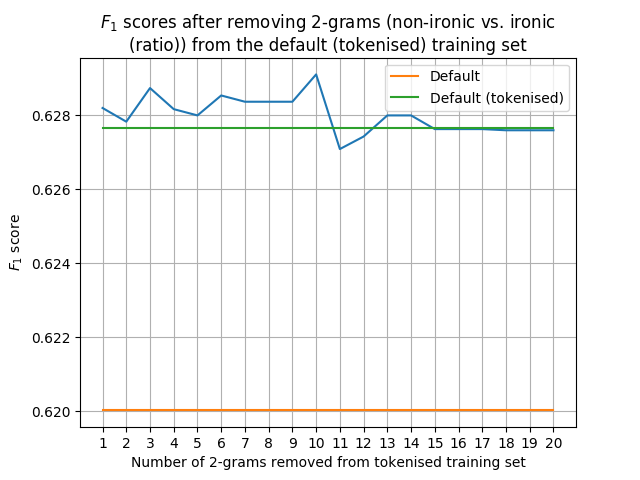 F₁ scores after removing 2-grams (non-ironic vs. ironic
(ratio)) from the default (tokenised) training set
Default
Default (tokenised)
0.628
0.626
0.624
0.622
0.620
F₁ score
1 2 3 4 5 6 7 8 9 10 11 12 13 14 15 16 17 18 19 20
Number of 2-grams removed from tokenised training set